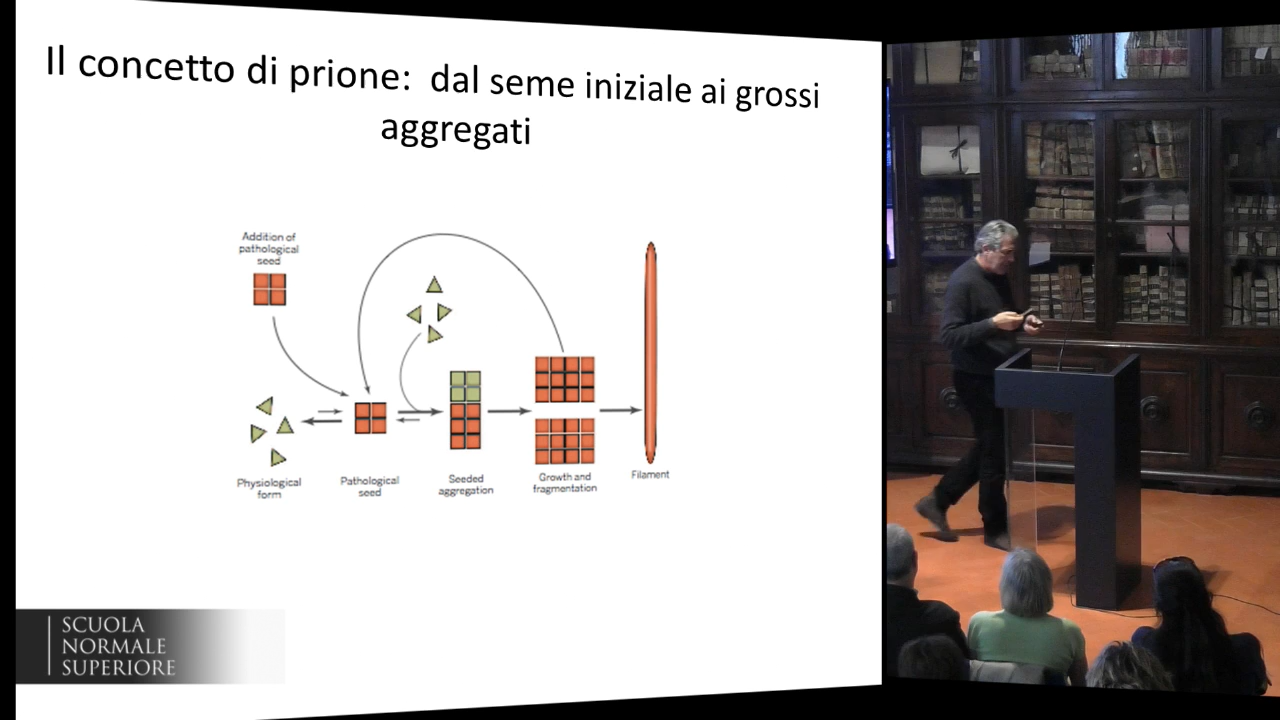 Il concetto di prione: dal seme iniziale ai grossi
aggregati
Addition of
pathological
seed
Physiological
form
Pathological
seed
Seeded
aggregation
Growth and
fragmentation
Filament
SCUOLA
NORMALE
SUPERIORE